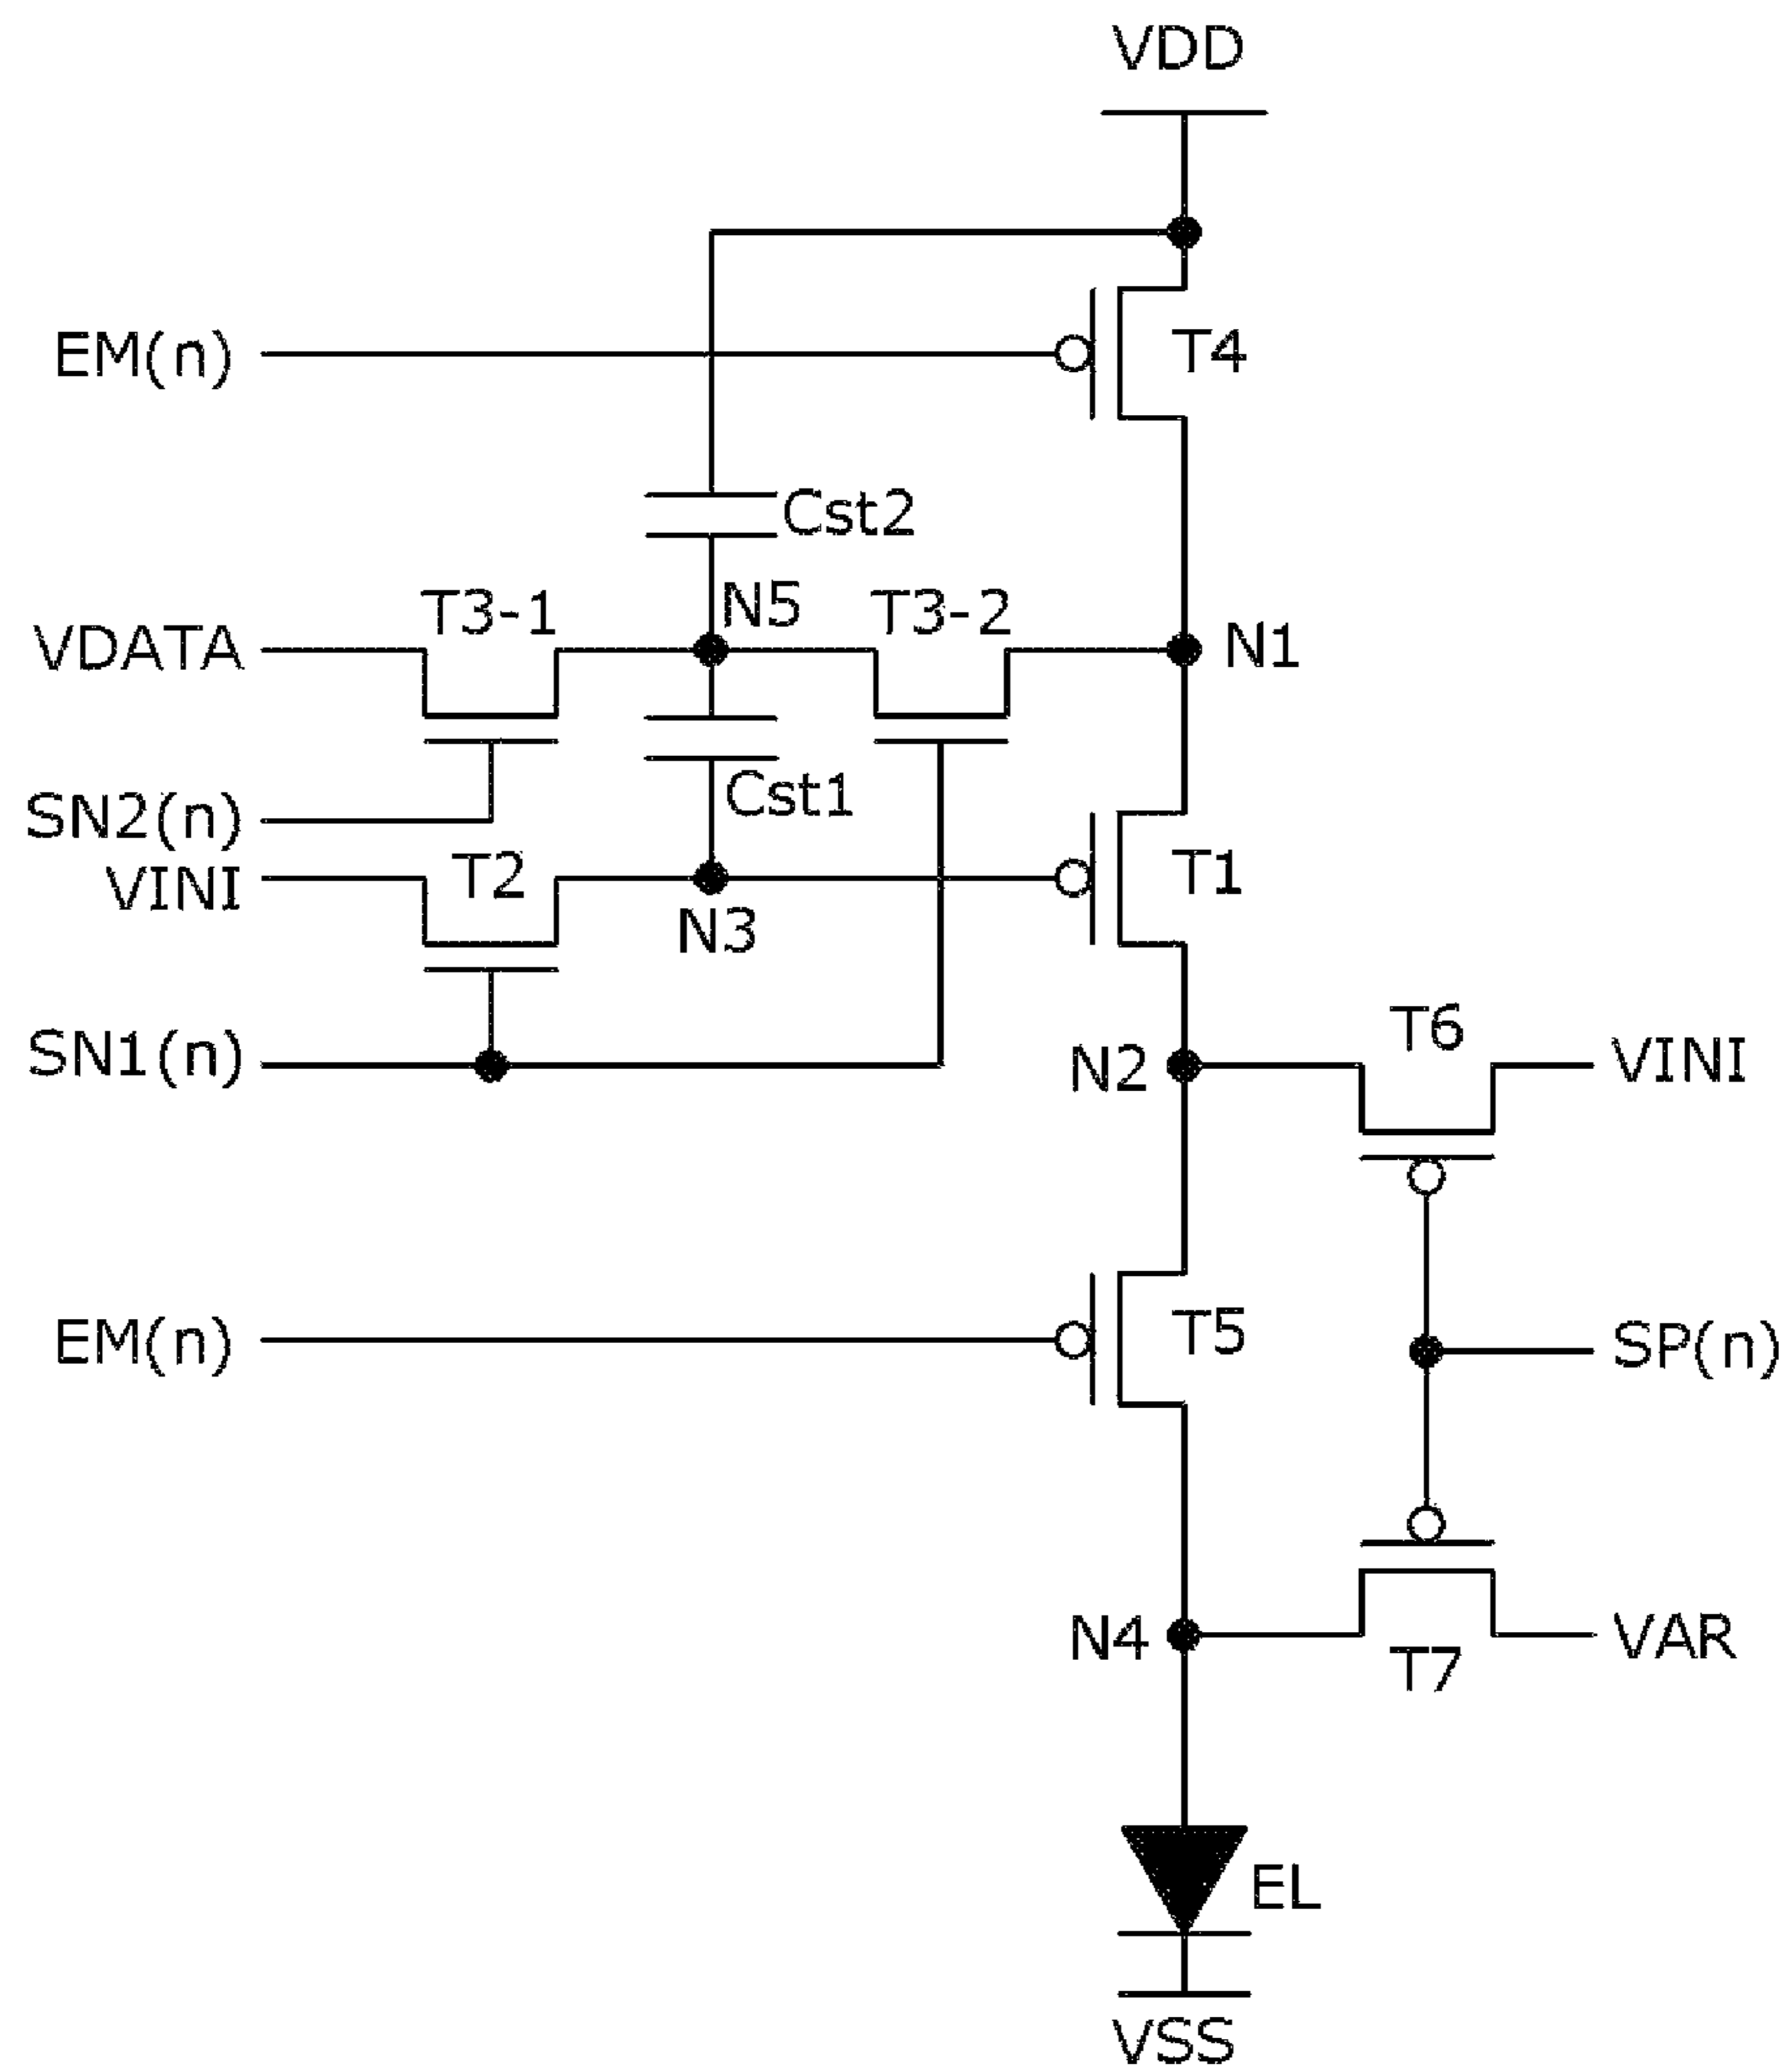 VDD
EM(n)
T4
Cst2
T3-1
N5
T3-2
VDATA
N1
Cst1
SN2(n)
T2
T1
VINI
N3
T6
SN1(n)
N2
VINI
EM(n)
T5
SP(n)
N4
VAR
T7
EL
VSS